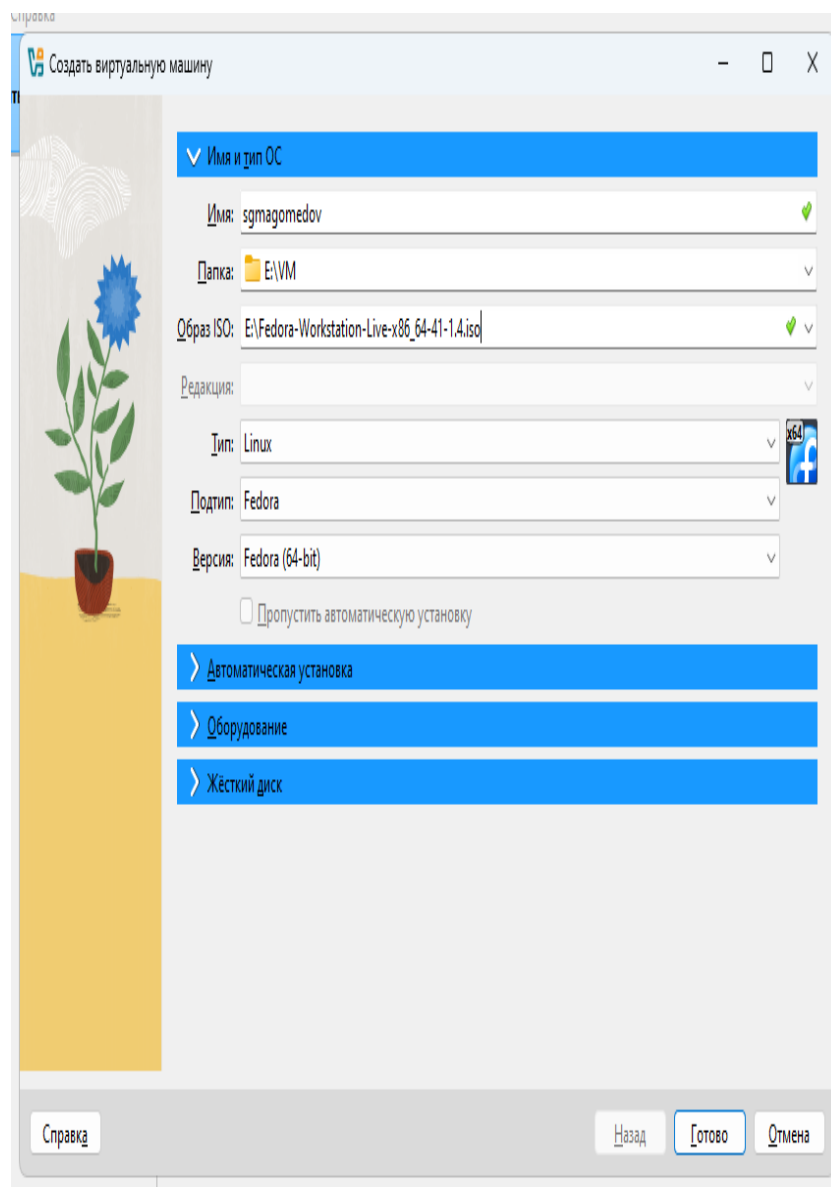 Справка
Создать виртуальную машину
Имя и тип ОС
Имя: sgmagomedov
Папка: E:\VM
Образ ISO: E:\Fedora-Workstation-Live-x86_64-41-1.4.iso
Редакция:
Тип: Linux
x64
Подтип: Fedora
Версия: Fedora (64-bit)
Пропустить автоматическую установку
Автоматическая установка
Оборудование
Жёсткий диск
Справка
Назад
Готово
Отмена